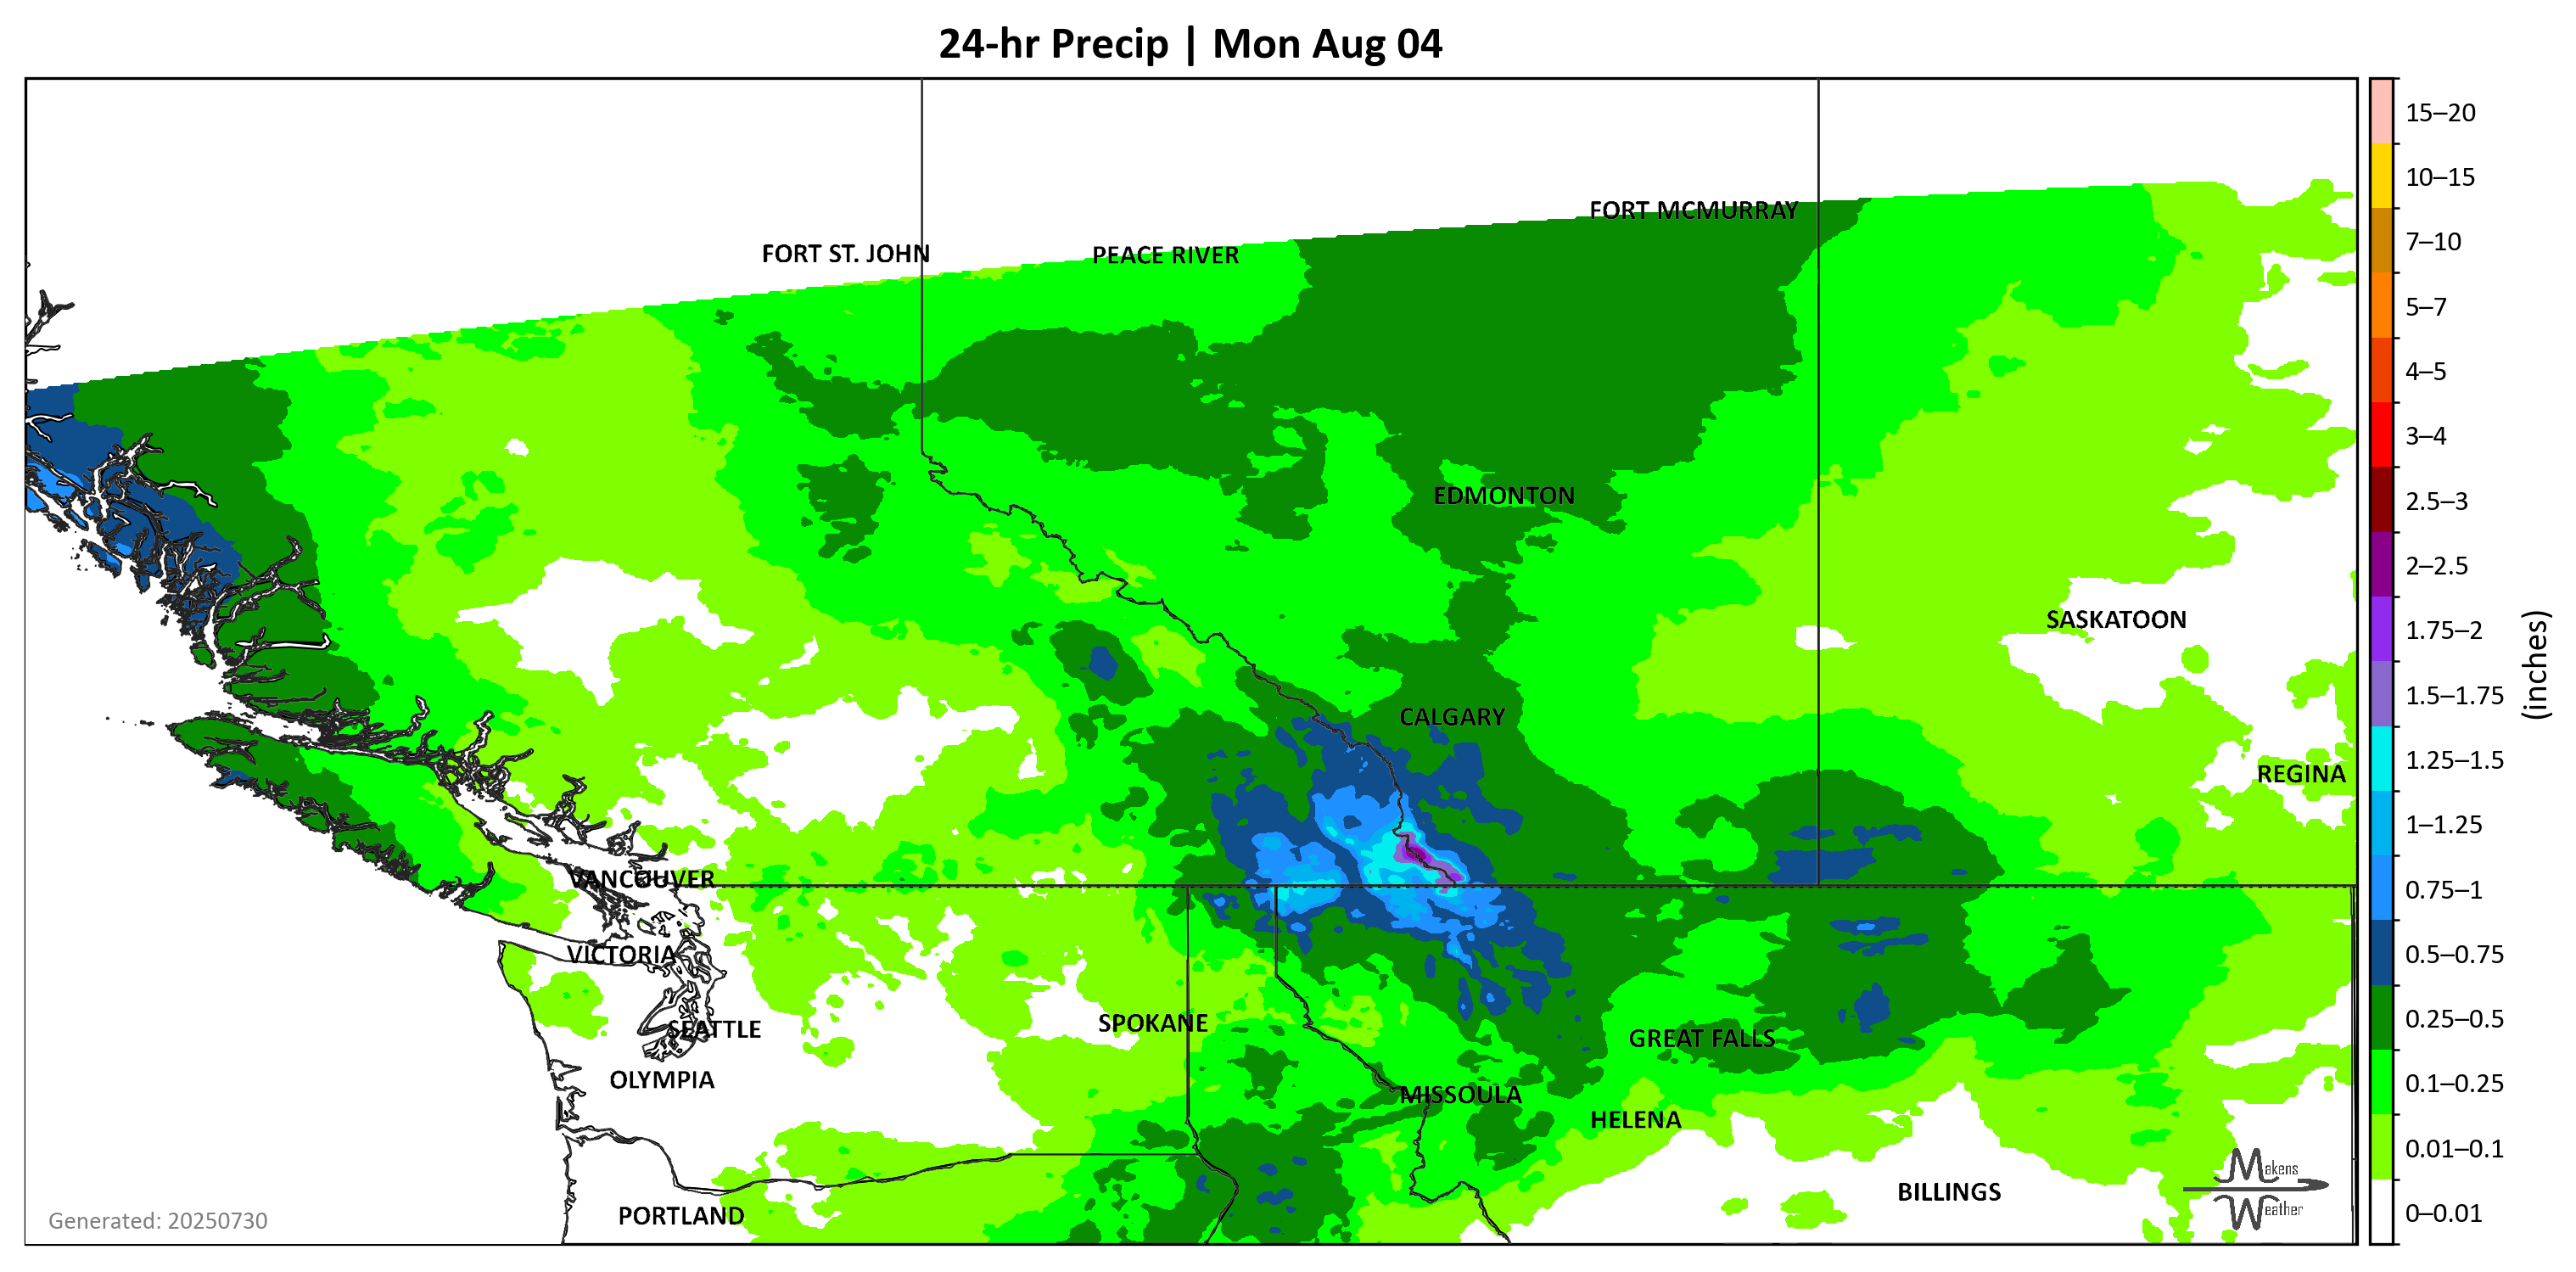 24-hr Precip | Mon Aug 04
15–20
10–15
7–10
5–7
4–5
3–4
2.5–3
2–2.5
1.75–2
1.5–1.75
1.25–1.5
1–1.25
0.75–1
0.5–0.75
0.25–0.5
0.1–0.25
0.01–0.1
0–0.01
(inches)
FORT MCMURRAY
FORT ST. JOHN
PEACE RIVER
EDMONTON
SASKATOON
CALGARY
REGINA
VANCOUVER
VICTORIA
SPOKANE
SEATTLE
GREAT FALLS
OLYMPIA
MISSOULA
HELENA
BILLINGS
PORTLAND
Makens
Weather
Generated: 20250730